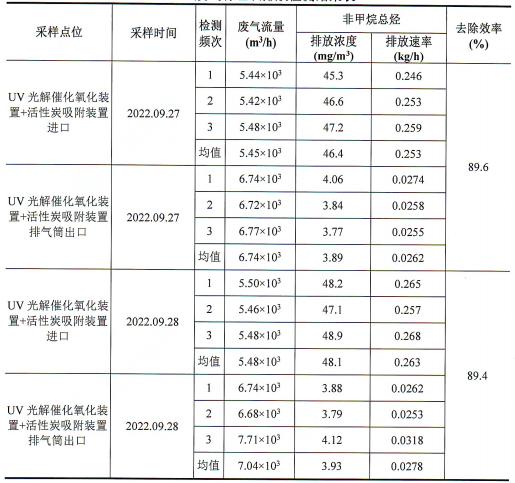 采样点位 采样时间 检测频次 废气流量(m³/h) 非甲烷总烃 去除效率(%)
排放浓度(mg/m³) 排放速率(kg/h)
UV 光解催化氧化装置+活性炭吸附装置进口 2022.09.27 1 5.44×10³ 45.3 0.246 89.6
2 5.42×10³ 46.6 0.253
3 5.48×10³ 47.2 0.259
均值 5.45×10³ 46.4 0.253
UV 光解催化氧化装置+活性炭吸附装置排气筒出口 2022.09.27 1 6.74×10³ 4.06 0.0274
2 6.72×10³ 3.84 0.0258
3 6.77×10³ 3.77 0.0255
均值 6.74×10³ 3.89 0.0262
UV 光解催化氧化装置+活性炭吸附装置进口 2022.09.28 1 5.50×10³ 48.2 0.265 89.4
2 5.46×10³ 47.1 0.257
3 5.48×10³ 48.9 0.268
均值 5.48×10³ 48.1 0.263
UV 光解催化氧化装置+活性炭吸附装置排气筒出口 2022.09.28 1 6.74×10³ 3.88 0.0262
2 6.68×10³ 3.79 0.0253
3 7.71×10³ 4.12 0.0318
均值 7.04×10³ 3.93 0.0278